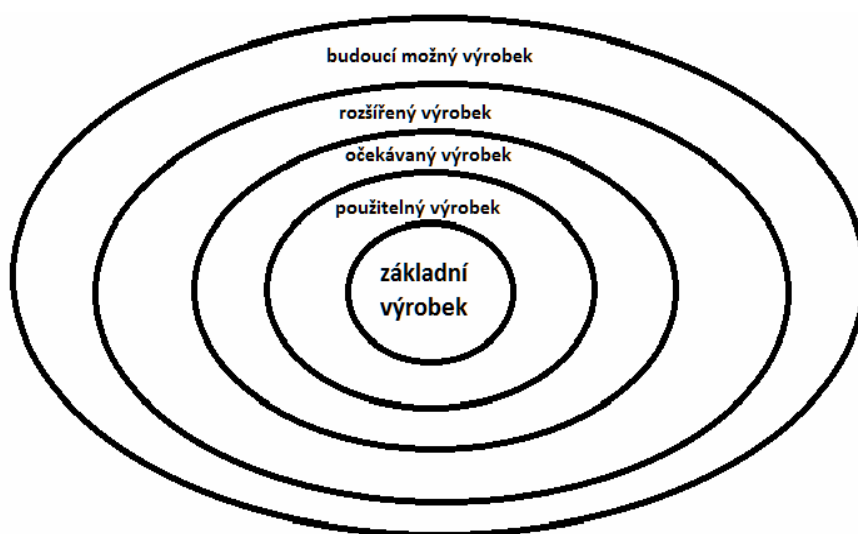 budoucí možný výrobek
rozšířený výrobek
očekávaný výrobek
použitelný výrobek
základní
výrobek